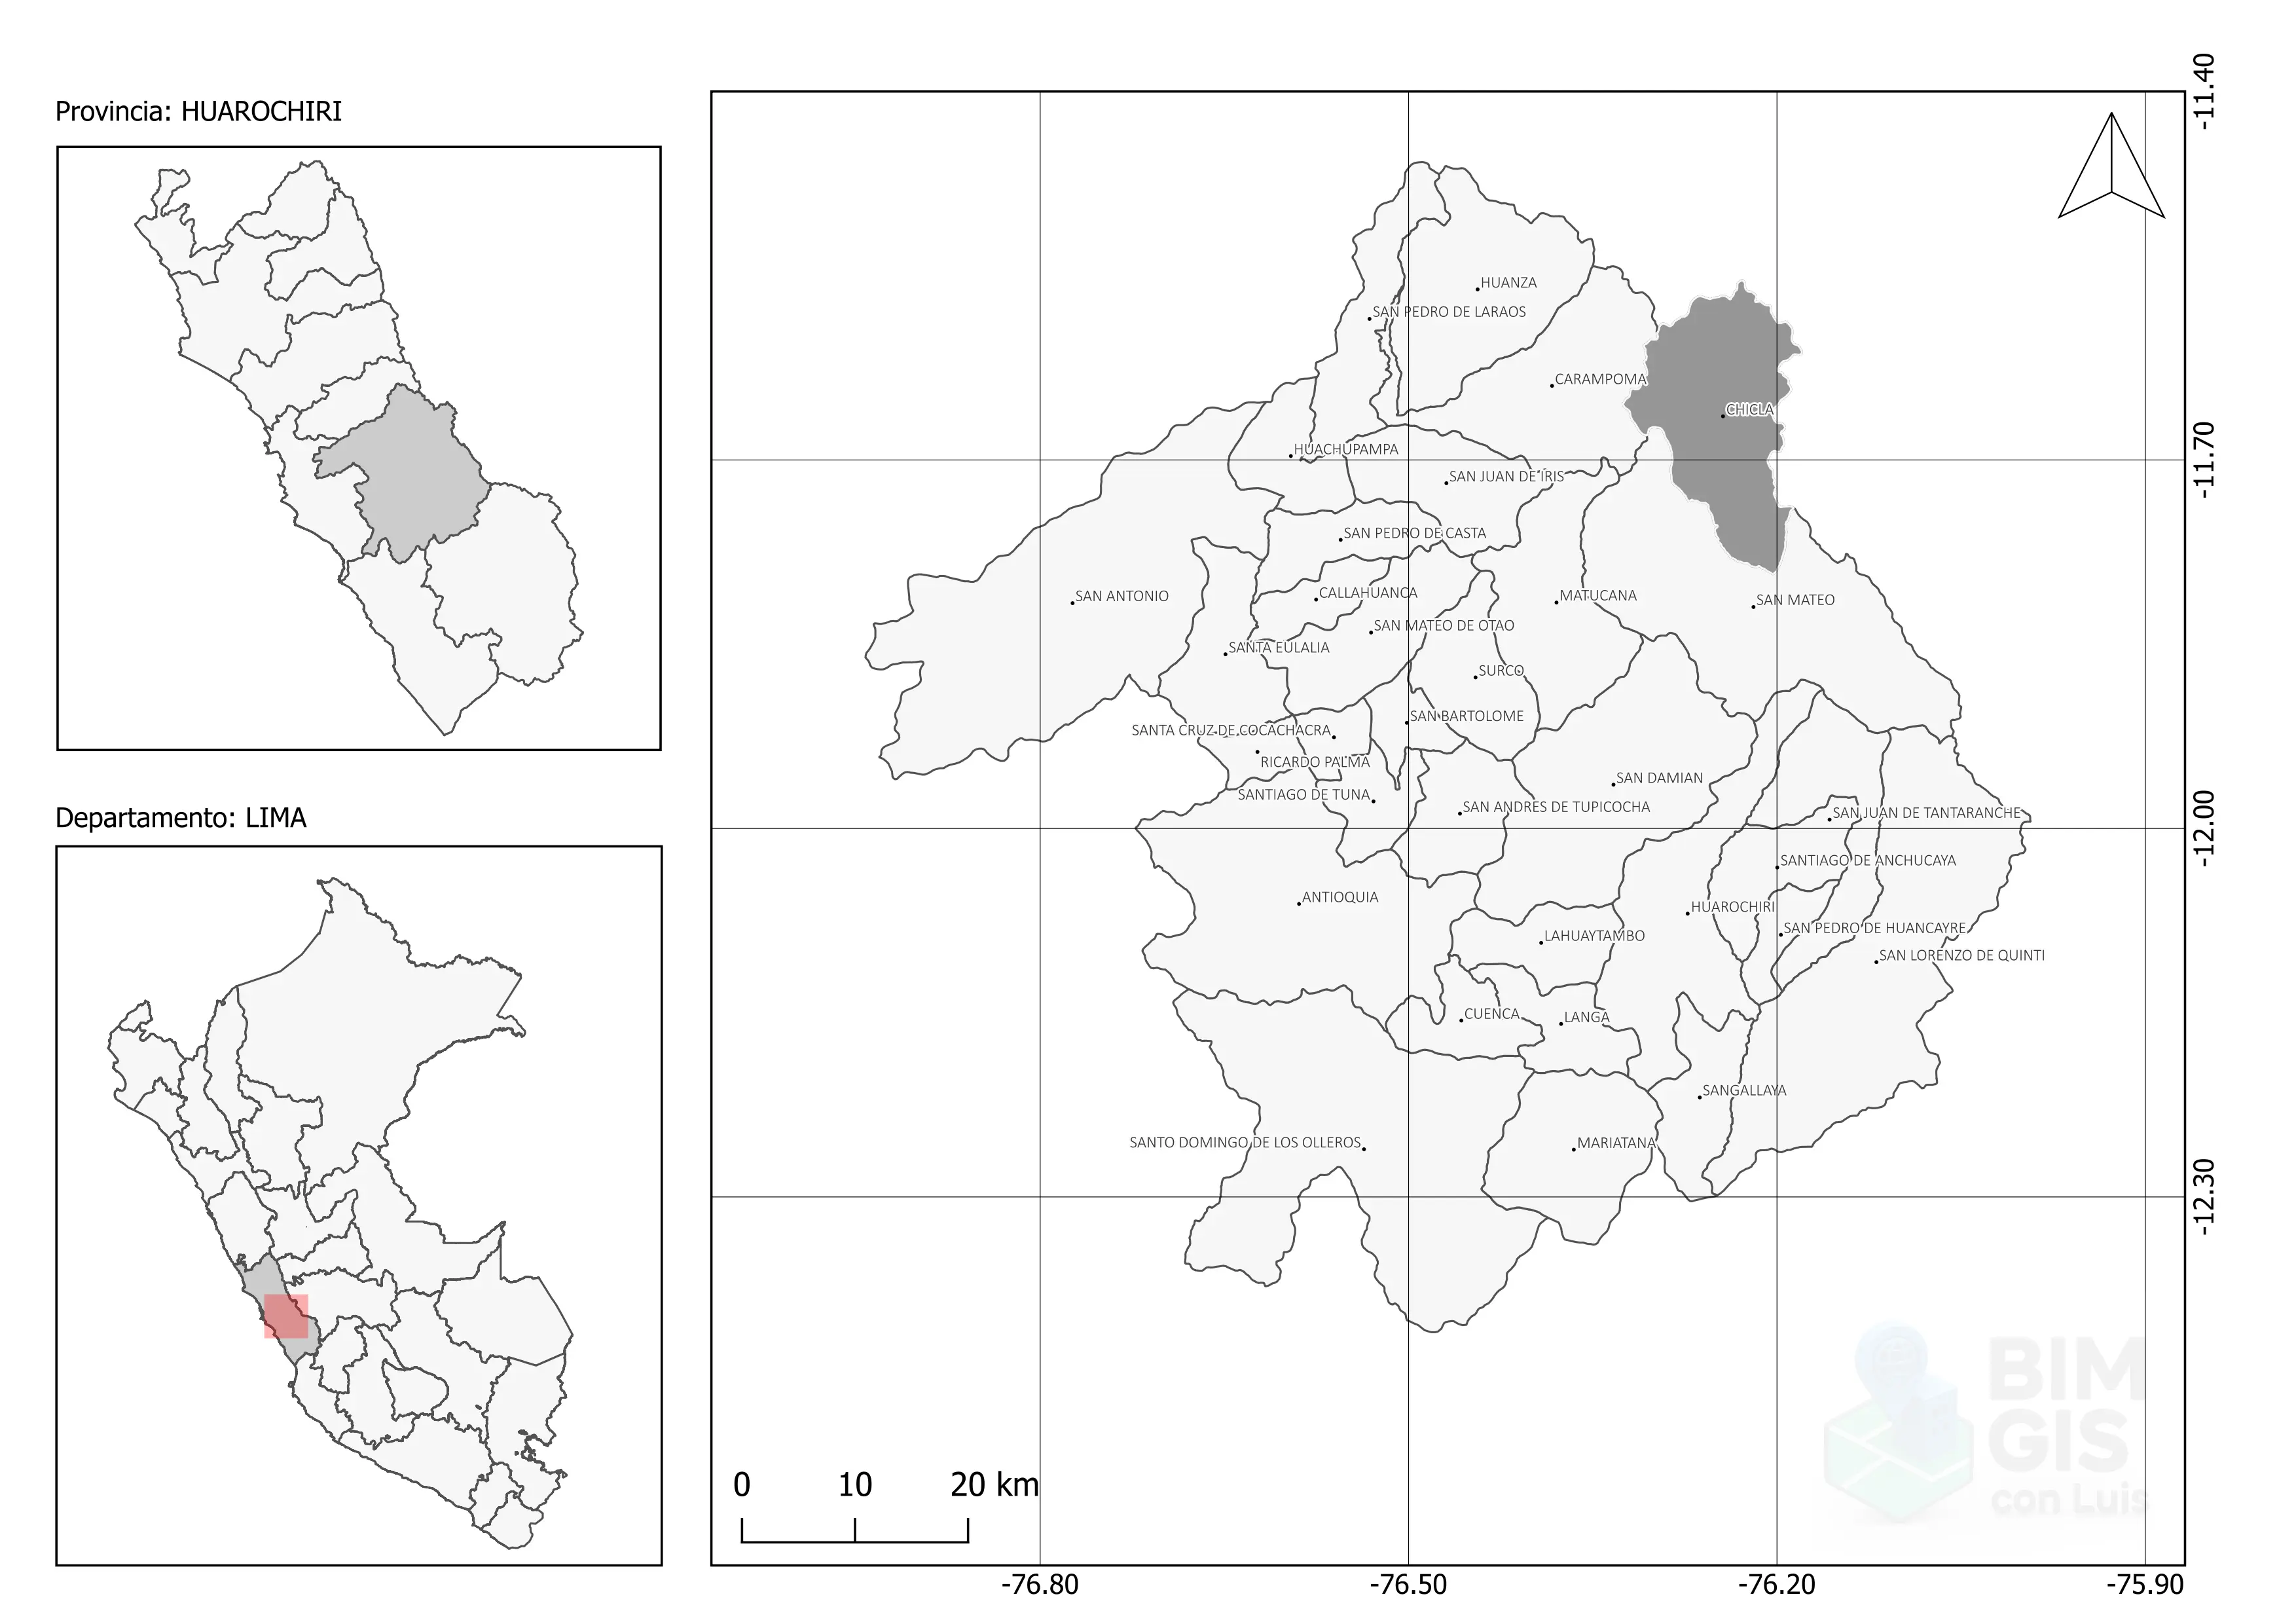 Provincia: HUAROCHIRI
Departamento: LIMA
-11.40
HUANZA
SAN PEDRO DE LARAOS
CARAMPOMA
CHICLA
-11.70
HUACHUPAMPA
SAN JUAN DE IRIS
SAN PEDRO DE CASTA
SAN ANTONIO
CALLAHUANCA
MATUCANA
SAN MATEO
SAN MATEO DE OTAO
SANTA EULALIA
SURCO
SAN BARTOLOME
SANTA CRUZ DE COCACHACRA
RICARDO PALMA
SAN DAMIAN
SANTIAGO DE TUNA
SAN ANDRES DE TUPICOCHA
SAN JUAN DE TANTARANCHE
-12.00
SANTIAGO DE ANCHUCAYA
ANTIOQUIA
HUAROCHIRI
SAN PEDRO DE HUANCAYRE
LAHUAYTAMBO
SAN LORENZO DE QUINTI
CUENCA
LANGA
SANGALLAYA
SANTO DOMINGO DE LOS OLLEROS
MARIATANA
-12.30
BIM
GIS
con Luis
0 10 20 km
-76.80 -76.50 -76.20 -75.90